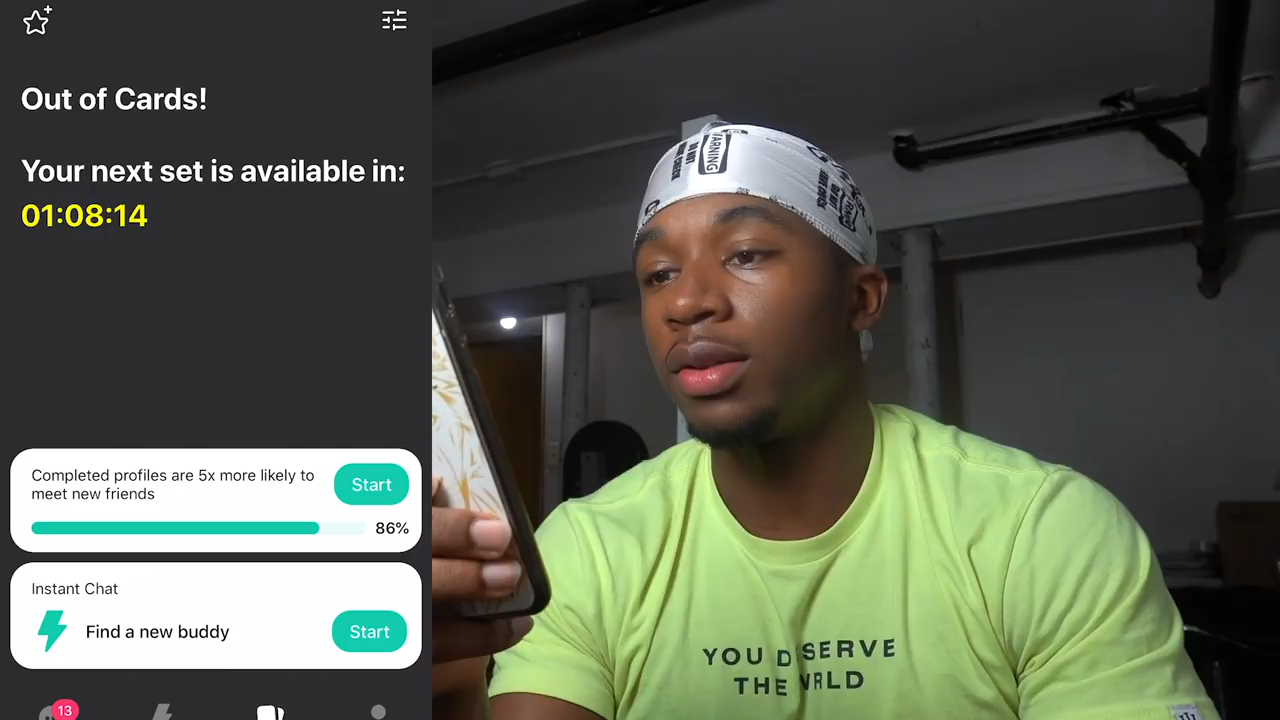 Out of Cards!
Your next set is available in:
01:08:14
Completed profiles are 5x more likely to
meet new friends
Start
86%
Instant Chat
Find a new buddy
Start
13
WARNING
YOU D SERVE
THE W RLD